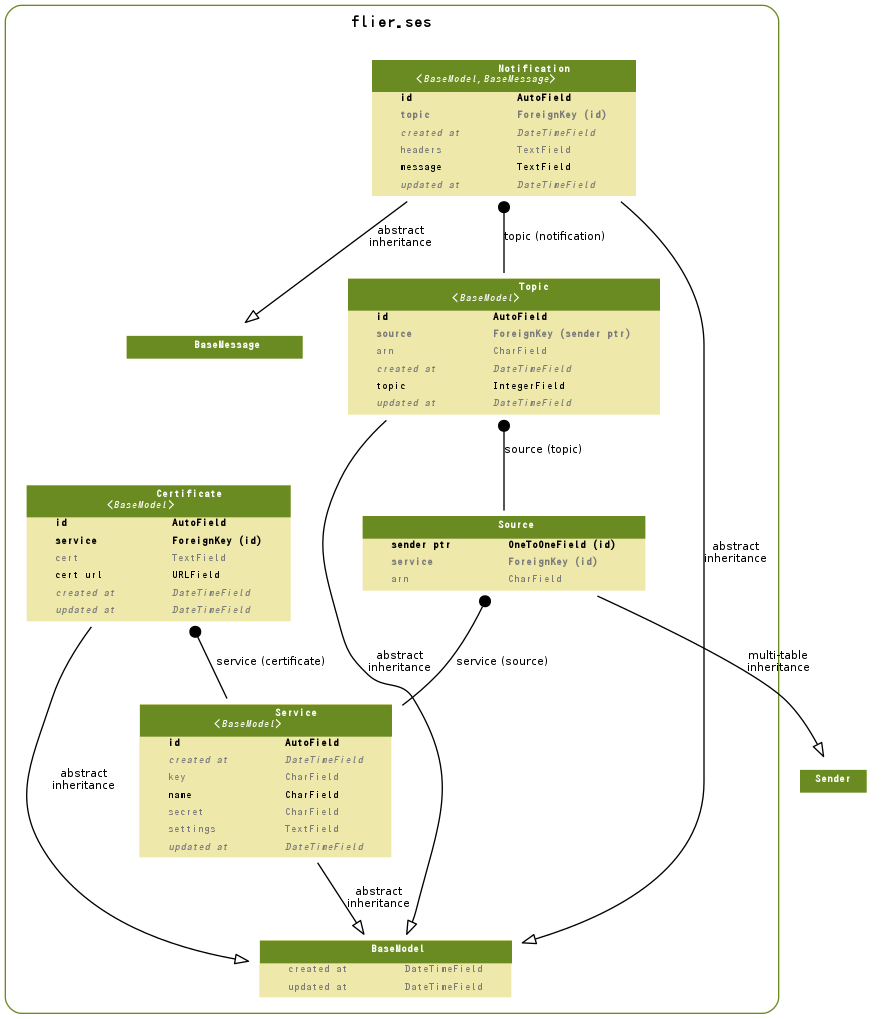 flier.ses
Notification
<BaseModel,BaseMessage>
id AutoField
topic ForeignKey (id)
created at DateTimeField
headers TextField
message TextField
updated at DateTimeField
abstract
inheritance
topic (notification)
Topic
<BaseModel>
id AutoField
source ForeignKey (sender ptr)
arn CharField
created at DateTimeField
topic IntegerField
updated at DateTimeField
BaseMessage
source (topic)
Certificate
<BaseModel>
id AutoField
service ForeignKey (id)
cert TextField
cert url URLField
created at DateTimeField
updated at DateTimeField
Source
sender ptr OneToOneField (id)
service ForeignKey (id)
arn CharField
abstract
inheritance
service (certificate)
abstract
inheritance
service (source)
multi-table
inheritance
Service
<BaseModel>
id AutoField
created at DateTimeField
key CharField
name CharField
secret CharField
settings TextField
updated at DateTimeField
abstract
inheritance
Sender
abstract
inheritance
BaseModel
created at DateTimeField
updated at DateTimeField